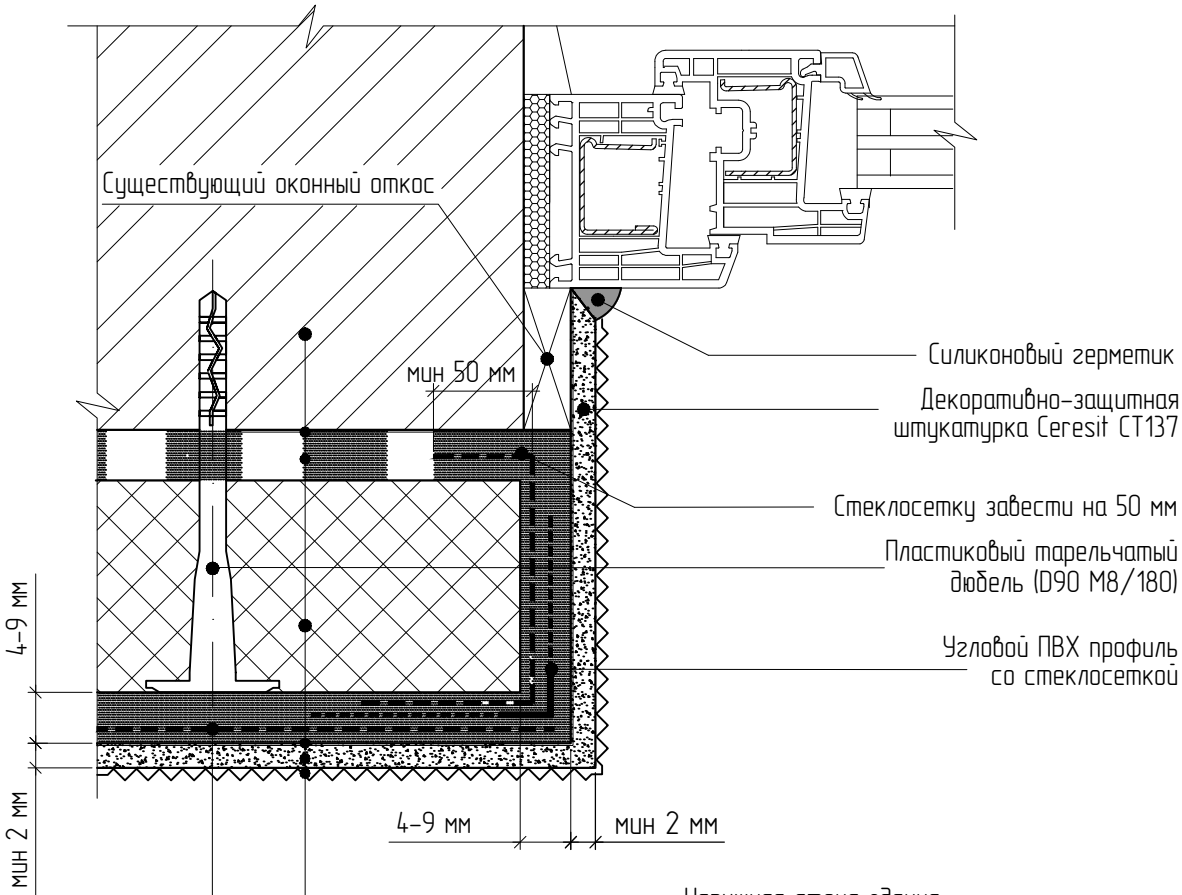 Существующий оконный откос
мин 50 мм
Силиконовый герметик
Декоративно-защитная
штукатурка Ceresit СТ137
Стеклосетку завести на 50 мм
Пластиковый тарельчатый
дюбель (D90 М8/180)
Угловой ПВХ профиль
со стеклосеткой
4-9 мм
мин 2 мм
4-9 мм
мин 2 мм